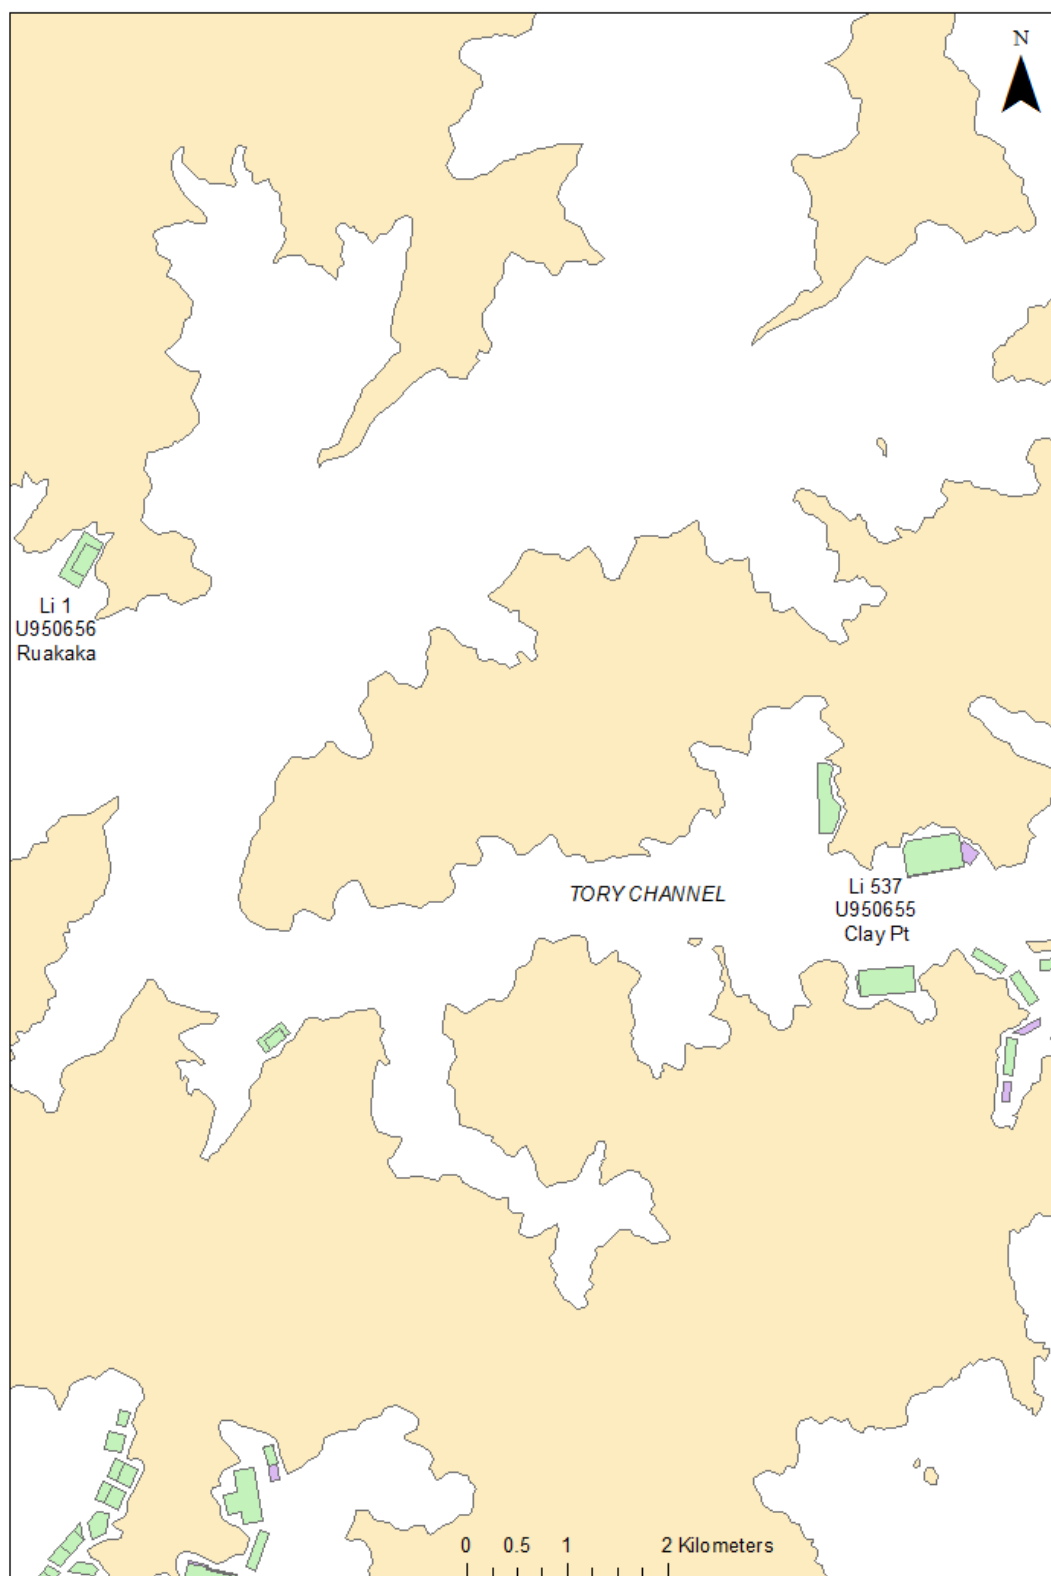 N
Li 1
U950656
Ruakaka
TORY CHANNEL
Li 537
U950655
Clay Pt
0 0.5 1 2 Kilometers